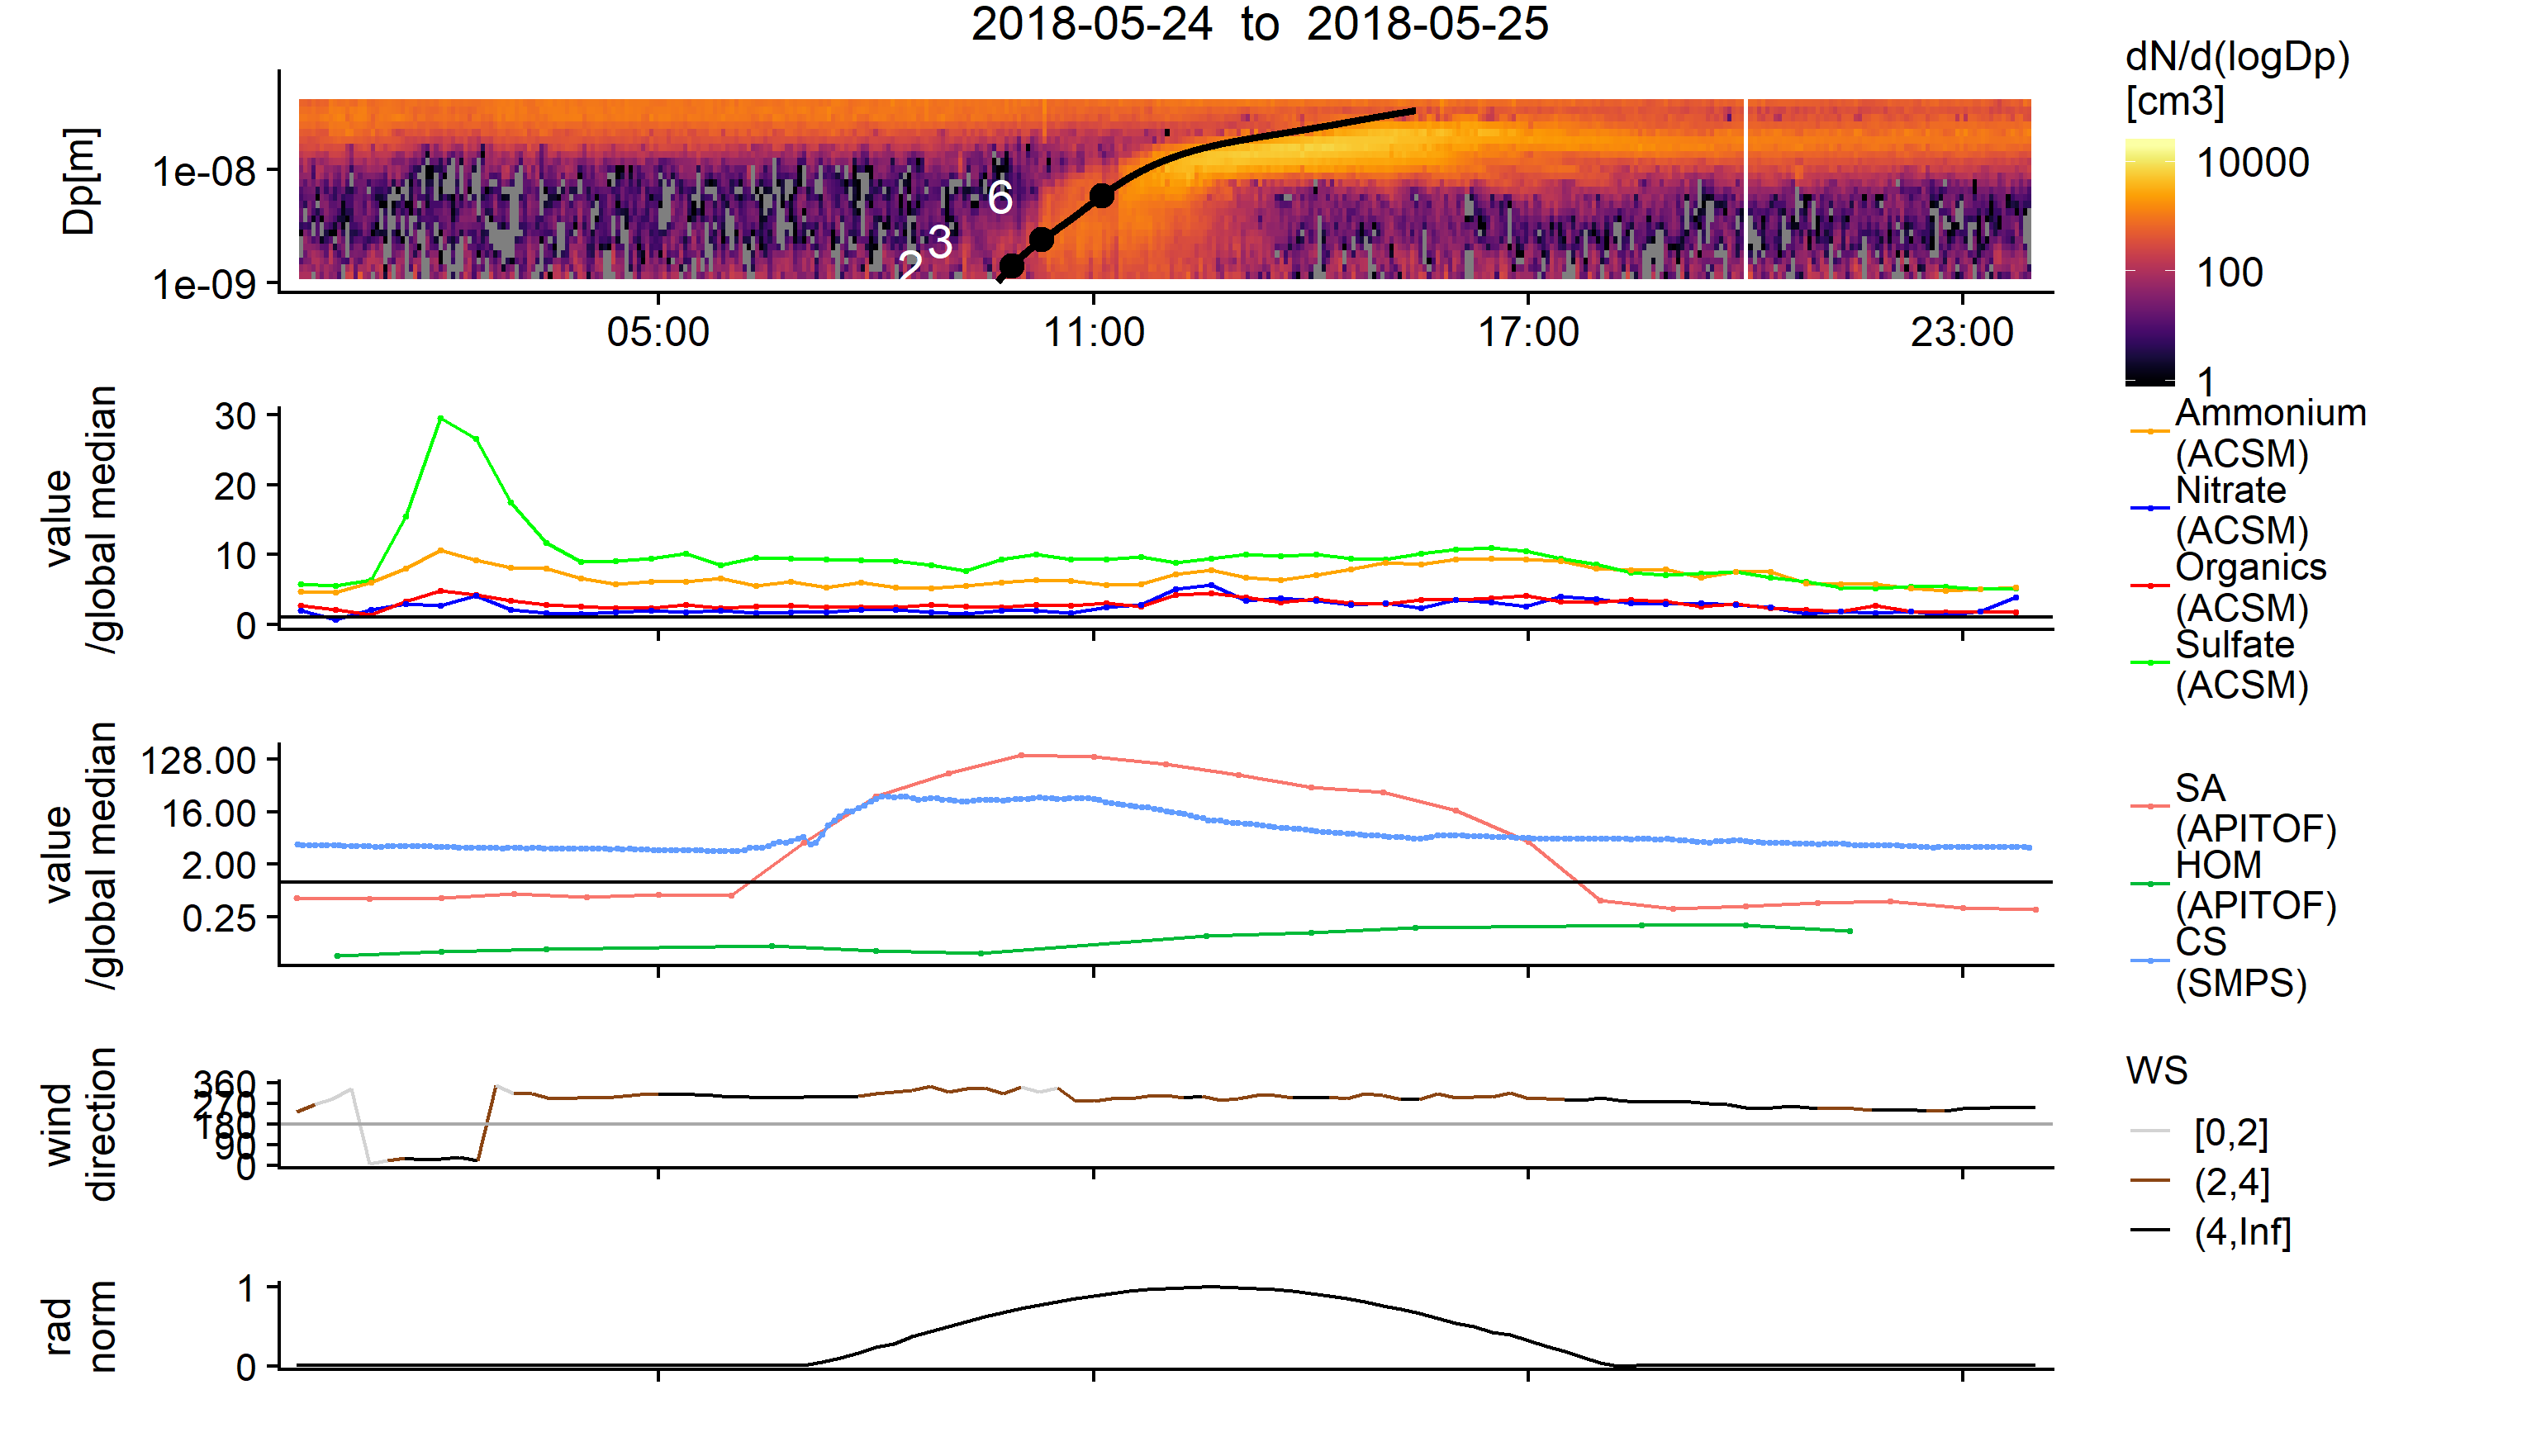 2018-05-24 to 2018-05-25
Dp[m]
1e-08
1e-09
6
3
2
05:00
11:00
17:00
23:00
dN/d(logDp)
[cm3]
10000
100
1
value
/global median
30
20
10
0
Ammonium
(ACSM)
Nitrate
(ACSM)
Organics
(ACSM)
Sulfate
(ACSM)
value
/global median
128.00
16.00
2.00
0.25
SA
(APITOF)
HOM
(APITOF)
CS
(SMPS)
wind
direction
360
270
180
90
0
WS
[0,2]
(2,4]
(4,Inf]
rad
norm
1
0